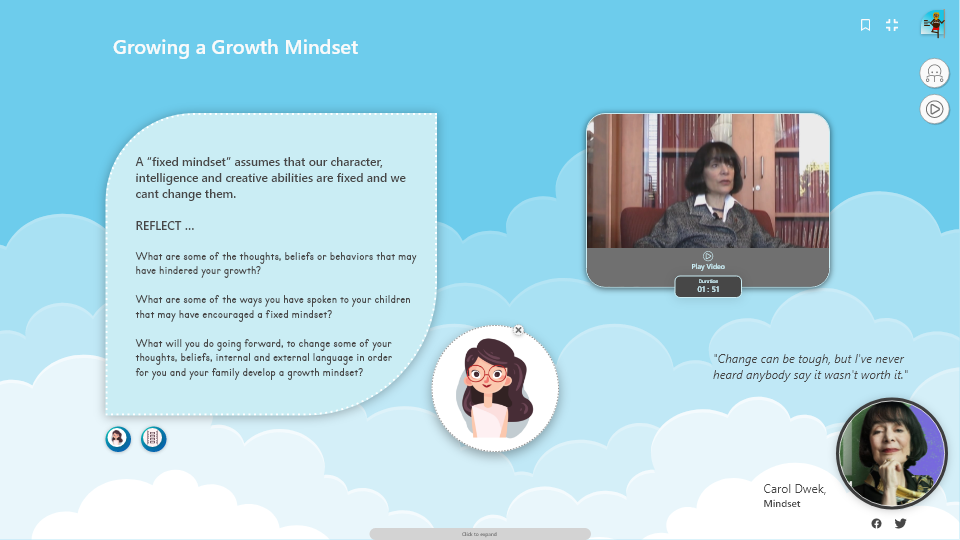 Growing a Growth Mindset
A "fixed mindset" assumes that our character,
intelligence and creative abilities are fixed and we
cant change them.
REFLECT ...
What are some of the thoughts, beliefs or behaviors that may
have hindered your growth?
What are some of the ways you have spoken to your children
that may have encouraged a fixed mindset?
What will you do going forward, to change some of your
thoughts, beliefs, internal and external language in order
for you and your family develop a growth mindset?
Play Video
Duration
01 : 51
"Change can be tough, but I've never
heard anybody say it wasn't worth it."
Carol Dwek,
Mindset
Click to expand